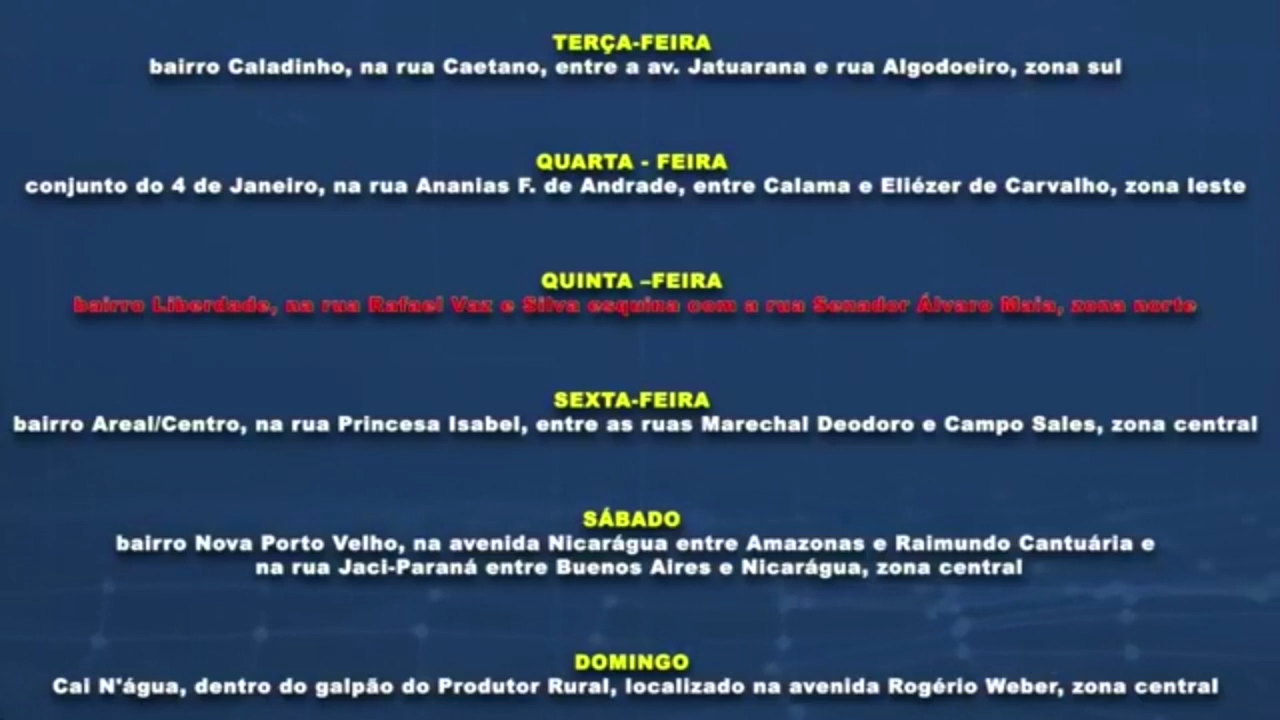 TERÇA-FEIRA
bairro Caladinho, na rua Caetano, entre a av. Jatuarana e rua Algodoeiro, zona sul
QUARTA - FEIRA
conjunto do 4 de Janeiro, na rua Ananias F. de Andrade, entre Calama e Eliézer de Carvalho, zona leste
QUINTA –FEIRA
bairro Liberdade, na rua Rafael Vaz e Silva esquina com a rua Senador Álvaro Maia, zona norte
SEXTA-FEIRA
bairro Areal/Centro, na rua Princesa Isabel, entre as ruas Marechal Deodoro e Campo Sales, zona central
SÁBADO
bairro Nova Porto Velho, na avenida Nicarágua entre Amazonas e Raimundo Cantuária e
na rua Jaci-Paraná entre Buenos Aires e Nicarágua, zona central
DOMINGO
Cai N'água, dentro do galpão do Produtor Rural, localizado na avenida Rogério Weber, zona central